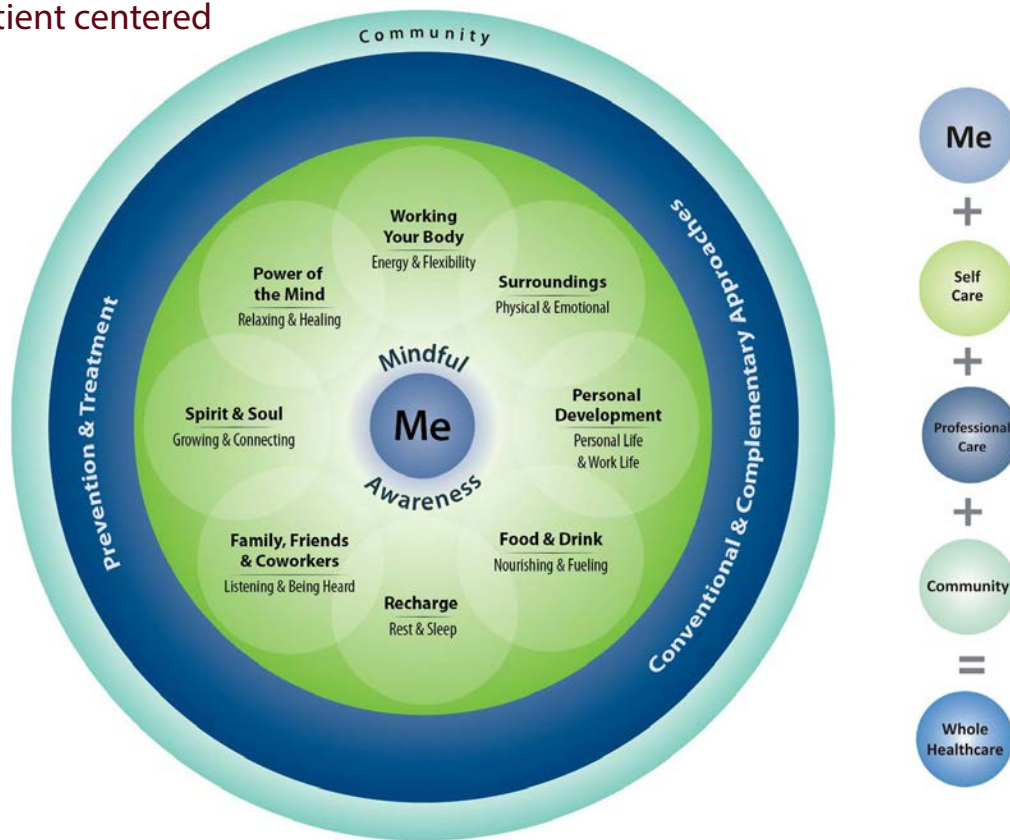 tient centered
Community
Prevention & Treatment
Conventional & Complementary Approaches
Working
Your Body
Energy & Flexibility
Surroundings
Physical & Emotional
Personal
Development
Personal Life
& Work Life
Food & Drink
Nourishing & Fueling
Recharge
Rest & Sleep
Family, Friends
& Coworkers
Listening & Being Heard
Spirit & Soul
Growing & Connecting
Power of
the Mind
Relaxing & Healing
Mindful
Me
Awareness
Me
+
Self
Care
+
Professional
Care
+
Community
=
Whole
Healthcare